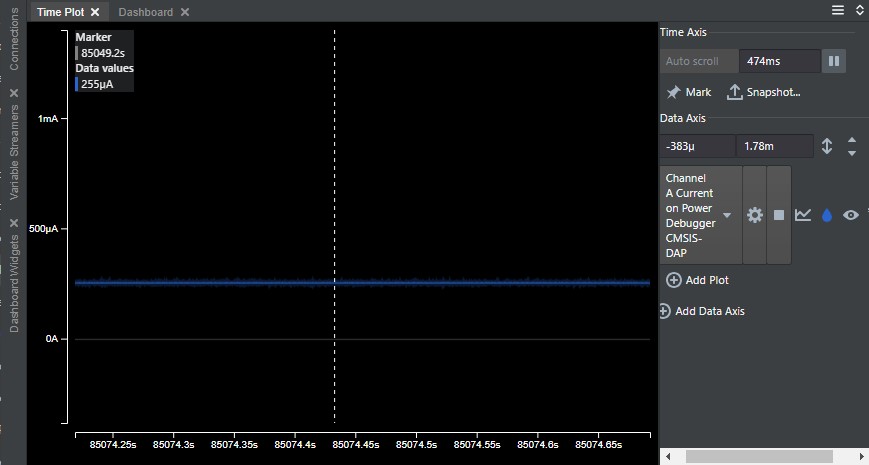 Connections
Variable Streamers
Dashboard Widgets
Time Plot
Dashboard
Marker
85049.2s
Data values
255µA
1mA
500µA
0A
85074.25s 85074.3s 85074.35s 85074.4s 85074.45s 85074.5s 85074.55s 85074.6s 85074.65s
Time Axis
Auto scroll 474ms
Mark Snapshot...
Data Axis
-383µ 1.78m
Channel
A Current
on Power
Debugger
CMSIS-
DAP
Add Plot
Add Data Axis